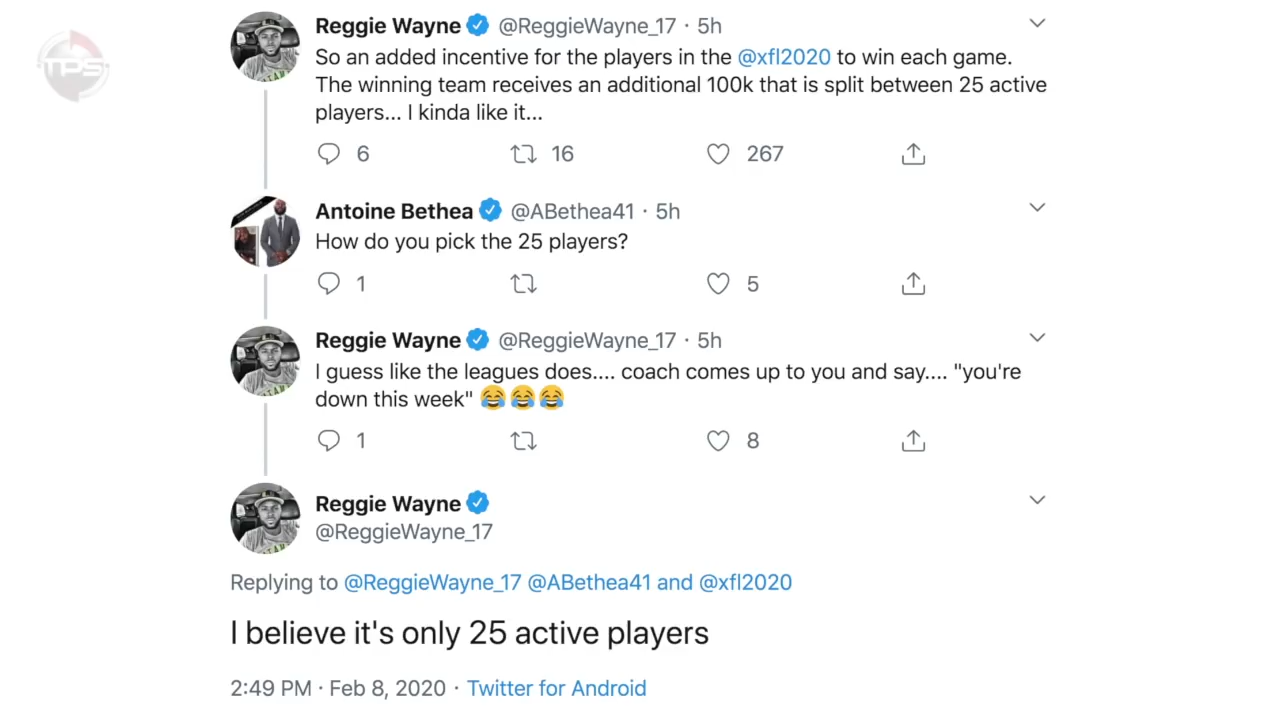 TPS
Reggie Wayne @ReggieWayne_17 · 5h
So an added incentive for the players in the @xfl2020 to win each game.
The winning team receives an additional 100k that is split between 25 active
players... I kinda like it...
6 16 267
Antoine Bethea @ABethea41 · 5h
How do you pick the 25 players?
1 5
Reggie Wayne @ReggieWayne_17 · 5h
I guess like the leagues does.... coach comes up to you and say.... "you're
down this week" 😂😂😂
1 8
Reggie Wayne
@ReggieWayne_17
Replying to @ReggieWayne_17 @ABethea41 and @xfl2020
I believe it's only 25 active players
2:49 PM · Feb 8, 2020 · Twitter for Android